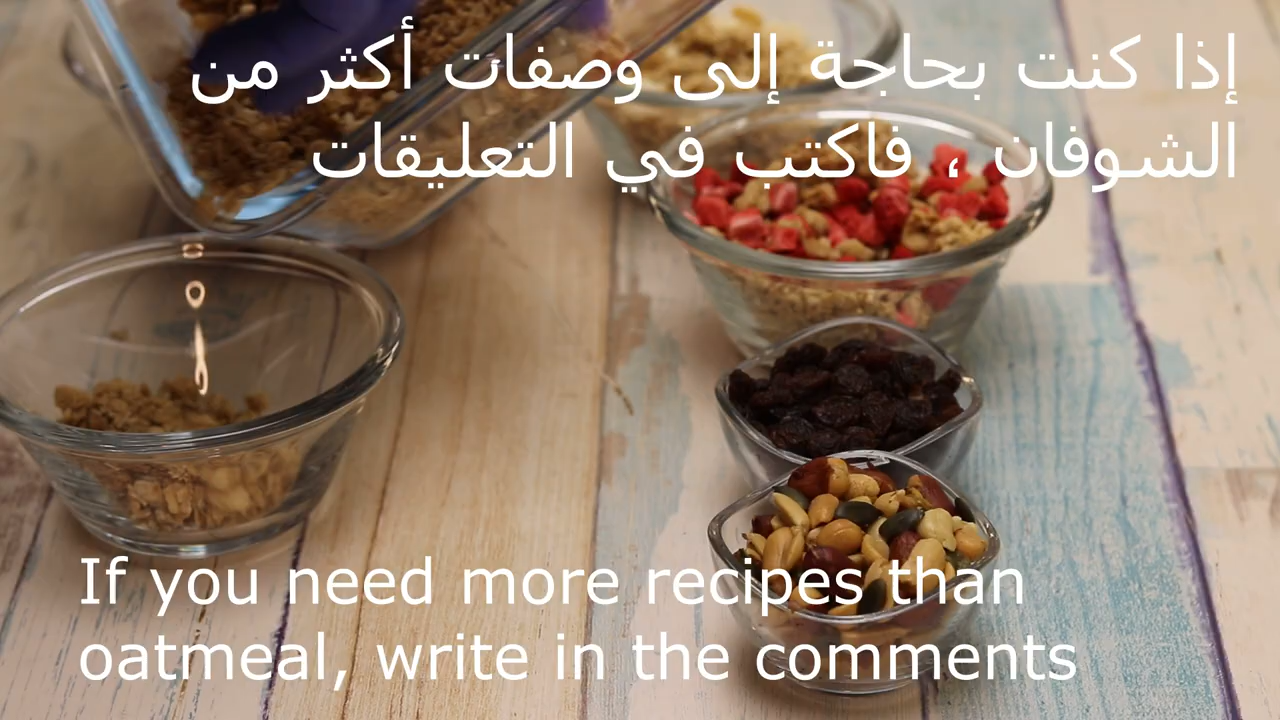 إذا كنت بحاجة إلى وصفات أكثر من
الشوفان ، فاكتب في التعليقات
If you need more recipes than
oatmeal, write in the comments